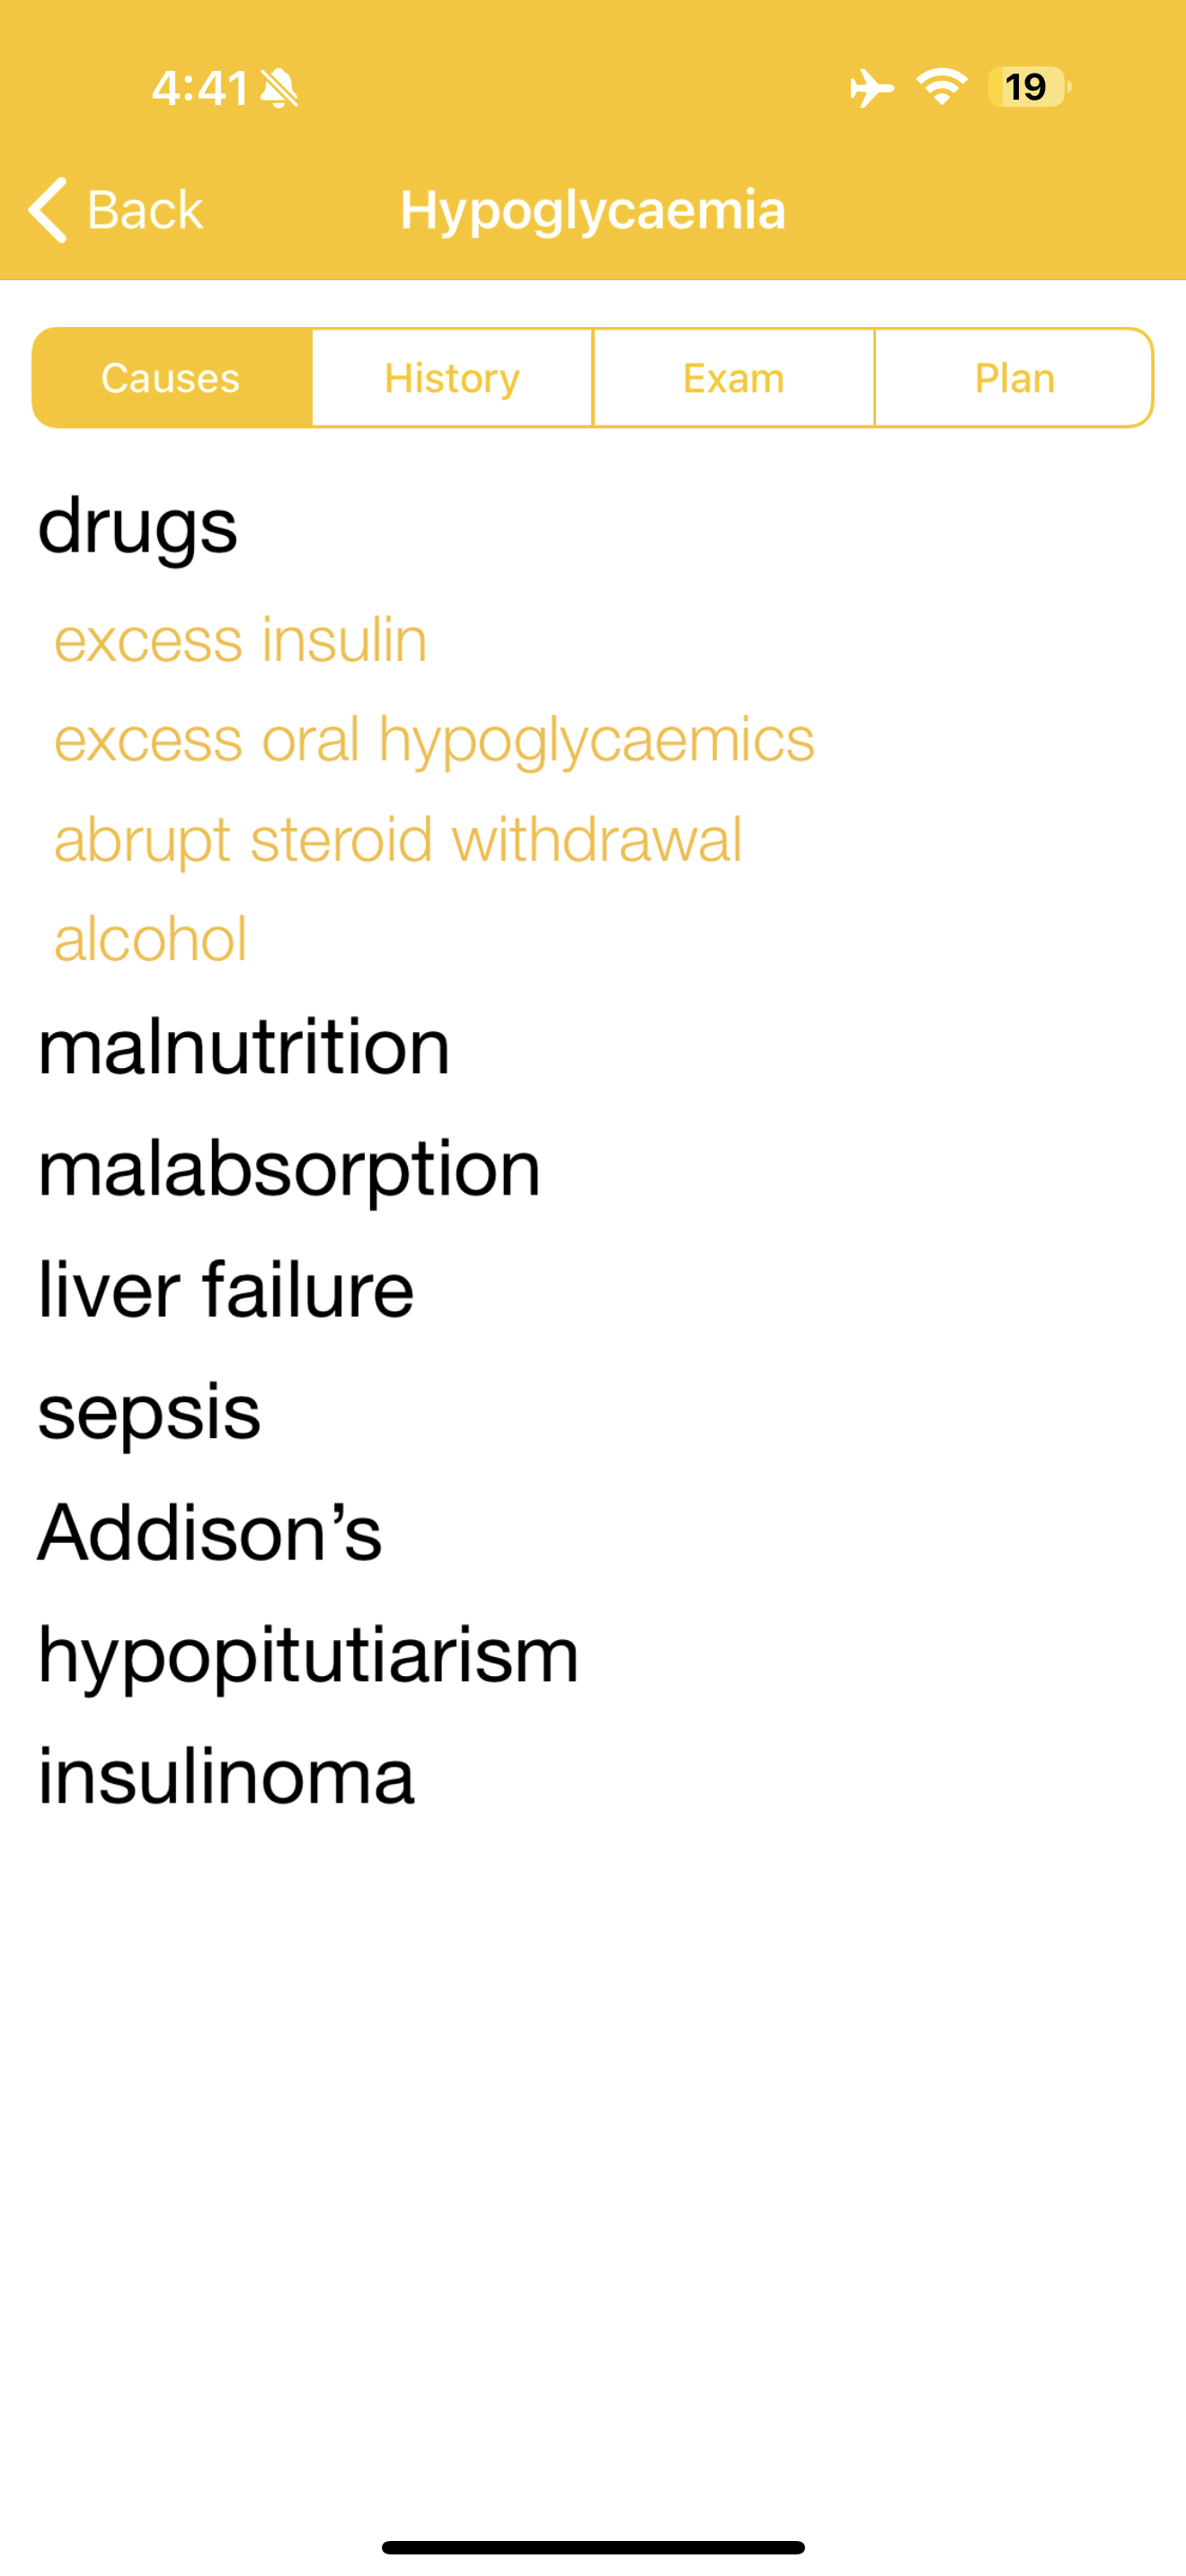 4:41
19
Back
Hypoglycaemia
Causes
History
Exam
Plan
drugs
excess insulin
excess oral hypoglycaemics
abrupt steroid withdrawal
alcohol
malnutrition
malabsorption
liver failure
sepsis
Addison’s
hypopitutiarism
insulinoma